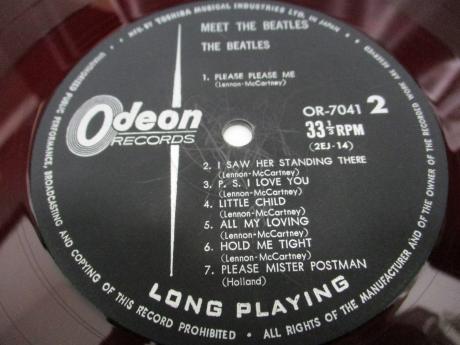 MFG. BY TOSHIBA MUSICAL INDUSTRIES LTD. IN JAPAN
MEET THE BEATLES
THE BEATLES
1. PLEASE PLEASE ME
(Lennon-McCartney)
OR-7041 2
33 1/3 RPM
(2EJ-14)
Odeon
RECORDS
2. I SAW HER STANDING THERE
(Lennon-McCartney)
3. P. S. I LOVE YOU
(Lennon-McCartney)
4. LITTLE CHILD
(Lennon-McCartney)
5. ALL MY LOVING
(Lennon-McCartney)
6. HOLD ME TIGHT
(Lennon-McCartney)
7. PLEASE MISTER POSTMAN
(Holland)
LONG PLAYING
UNAUTHORIZED PUBLIC PERFORMANCE, BROADCASTING AND COPYING OF THIS RECORD PROHIBITED • ALL RIGHTS OF THE MANUFACTURER AND OF THE OWNER OF THE RECORDED WORK ARE RESERVED